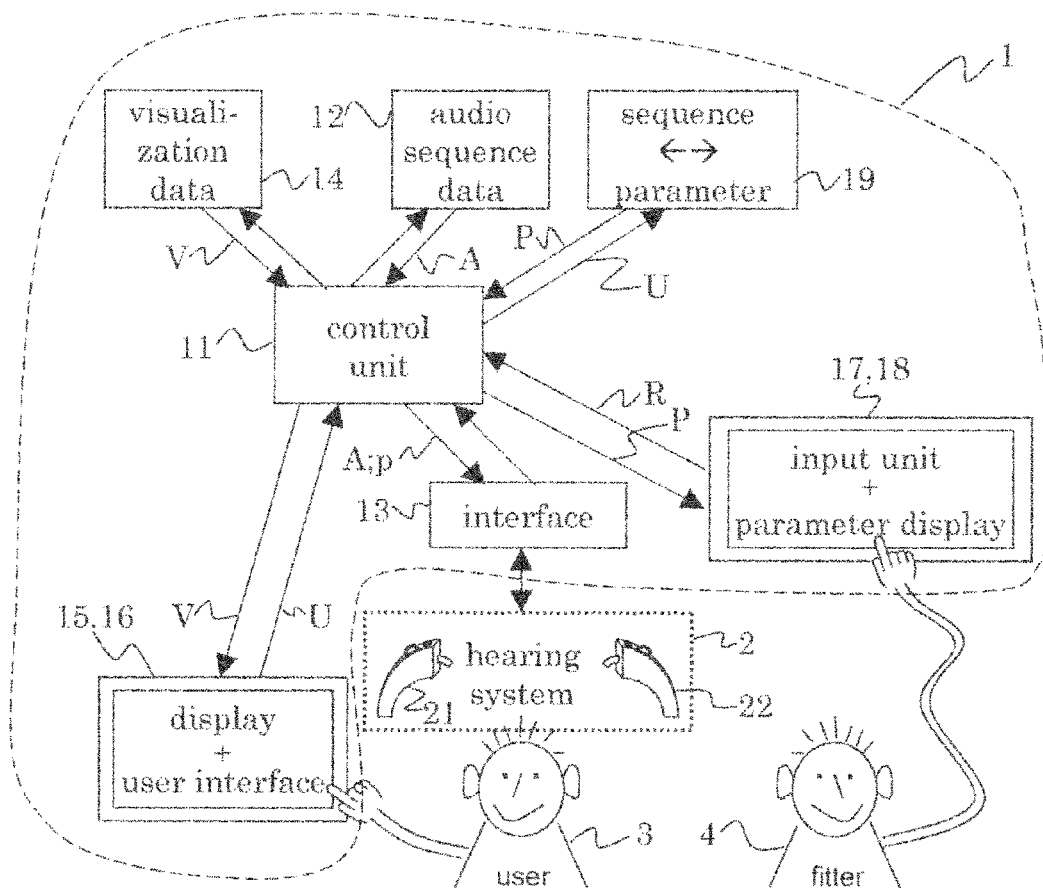 1
visuali-
zation
data
14
12
audio
sequence
data
sequence
↔
parameter
19
V
A
P
U
11
control
unit
R
P
17,18
input unit
+
parameter display
A;p
13
interface
15,16
V
U
display
+
user interface
2
hearing
system
21
22
3
user
4
fitter